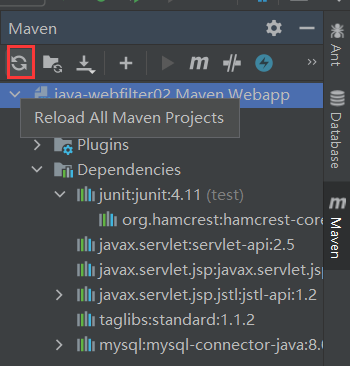 Maven
m
java-webfilter02 Maven Webapp
Reload All Maven Projects
Plugins
Dependencies
junit:junit:4.11 (test)
org.hamcrest:hamcrest-core
javax.servlet:servlet-api:2.5
javax.servlet.jsp:javax.servlet.jsp
javax.servlet.jsp.jstl:jstl-api:1.2
taglibs:standard:1.1.2
mysql:mysql-connector-java:8.0
Ant
Database
m Maven